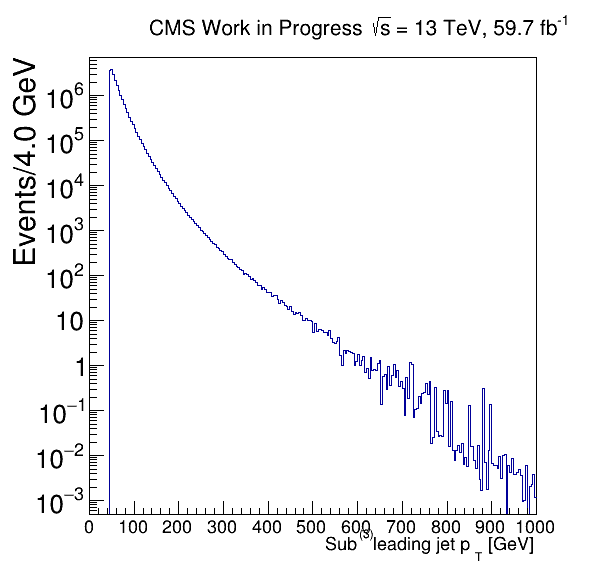 CMS Work in Progress √s = 13 TeV, 59.7 fb⁻¹
Events/4.0 GeV
10⁶
10⁵
10⁴
10³
10²
10
1
10⁻¹
10⁻²
10⁻³
0 100 200 300 400 500 600 700 800 900 1000
Sub⁽³⁾leading jet p_T [GeV]